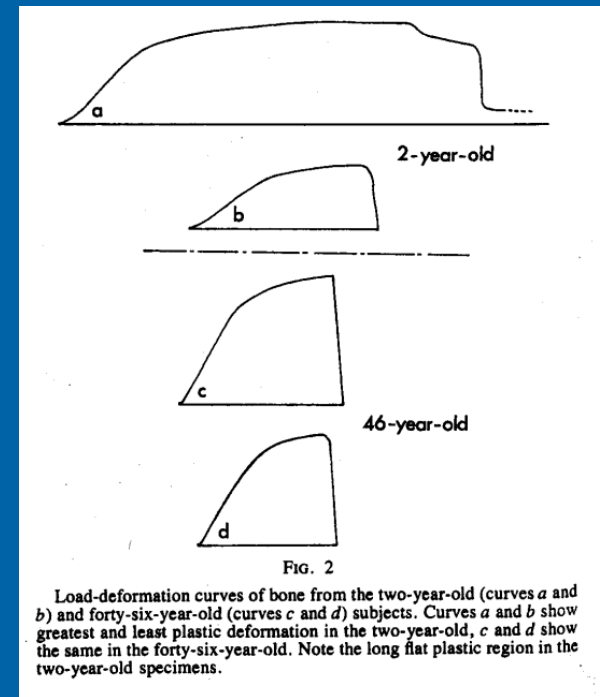 a
2-year-old
b
c
46-year-old
d
FIG. 2
Load-deformation curves of bone from the two-year-old (curves a and
b) and forty-six-year-old (curves c and d) subjects. Curves a and b show
greatest and least plastic deformation in the two-year-old, c and d show
the same in the forty-six-year-old. Note the long flat plastic region in the
two-year-old specimens.